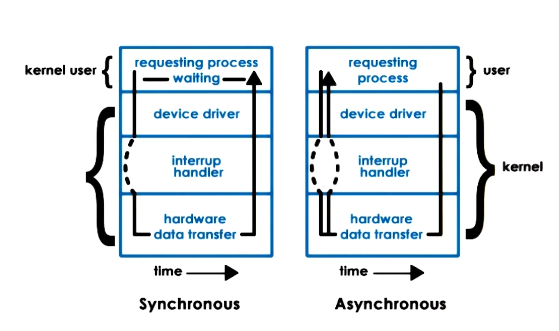 kernel user
requesting process
waiting
device driver
interrup
handler
hardware
data transfer
time
Synchronous
requesting
process
device driver
interrup
handler
hardware
data transfer
user
kernel
time
Asynchronous